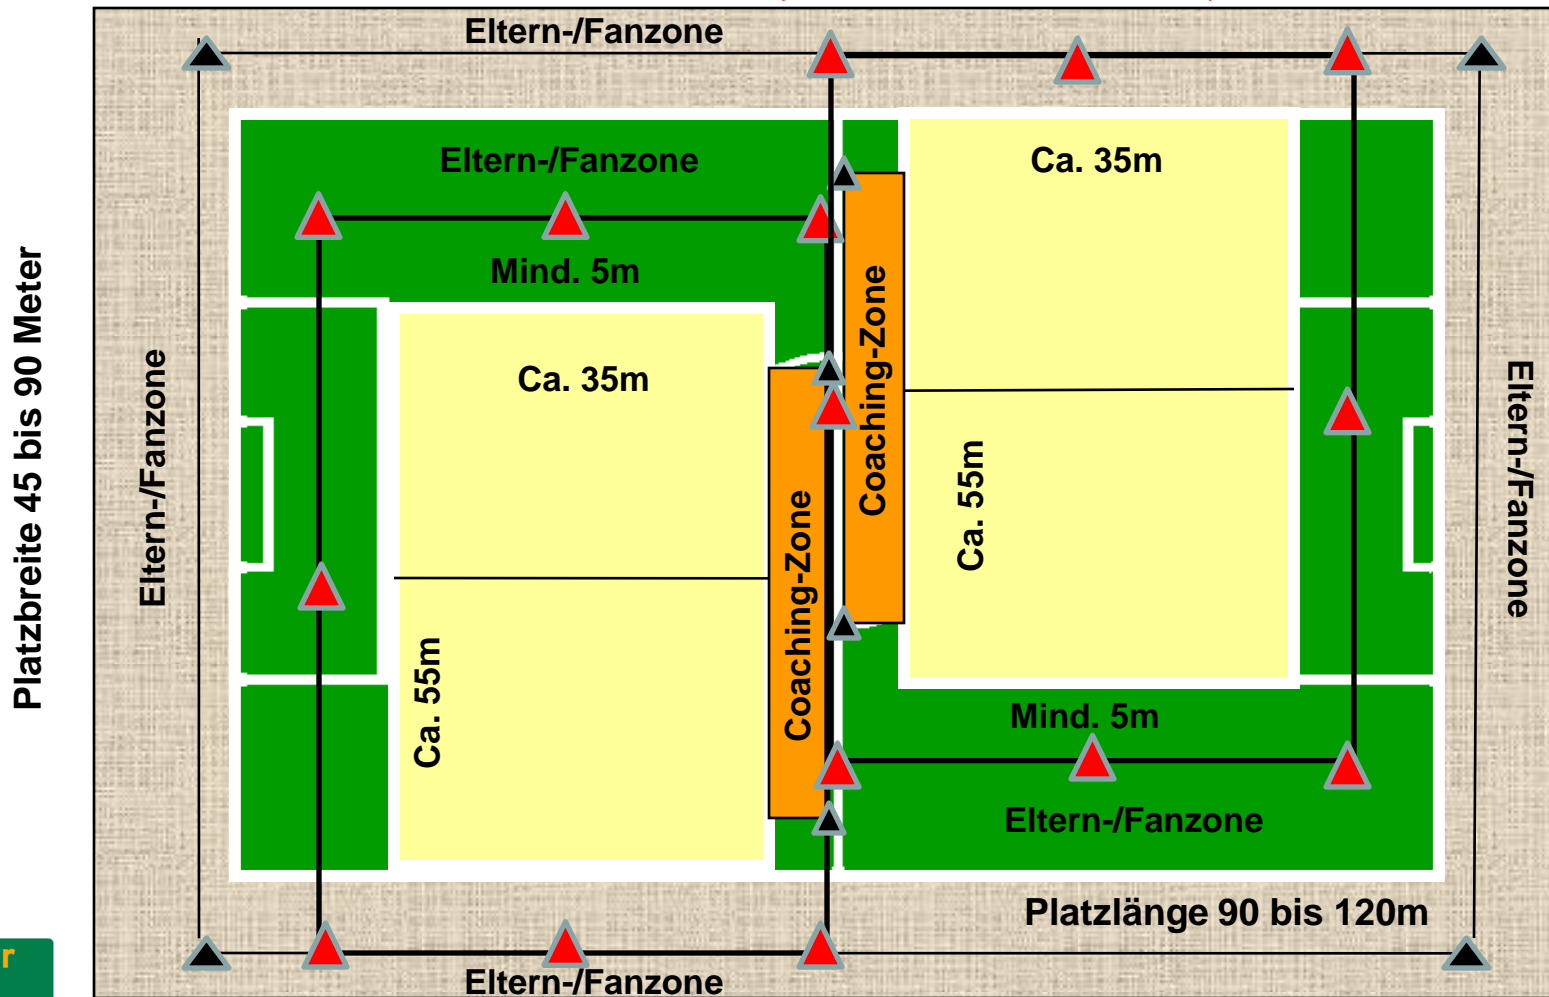 Eltern-/Fanzone
Eltern-/Fanzone
Ca. 35m
Mind. 5m
Platzbreite 45 bis 90 Meter
Eltern-/Fanzone
Ca. 35m
Coaching-Zone
Coaching-Zone
Ca. 55m
Ca. 55m
Eltern-/Fanzone
Mind. 5m
Eltern-/Fanzone
Platzlänge 90 bis 120m
r
Eltern-/Fanzone